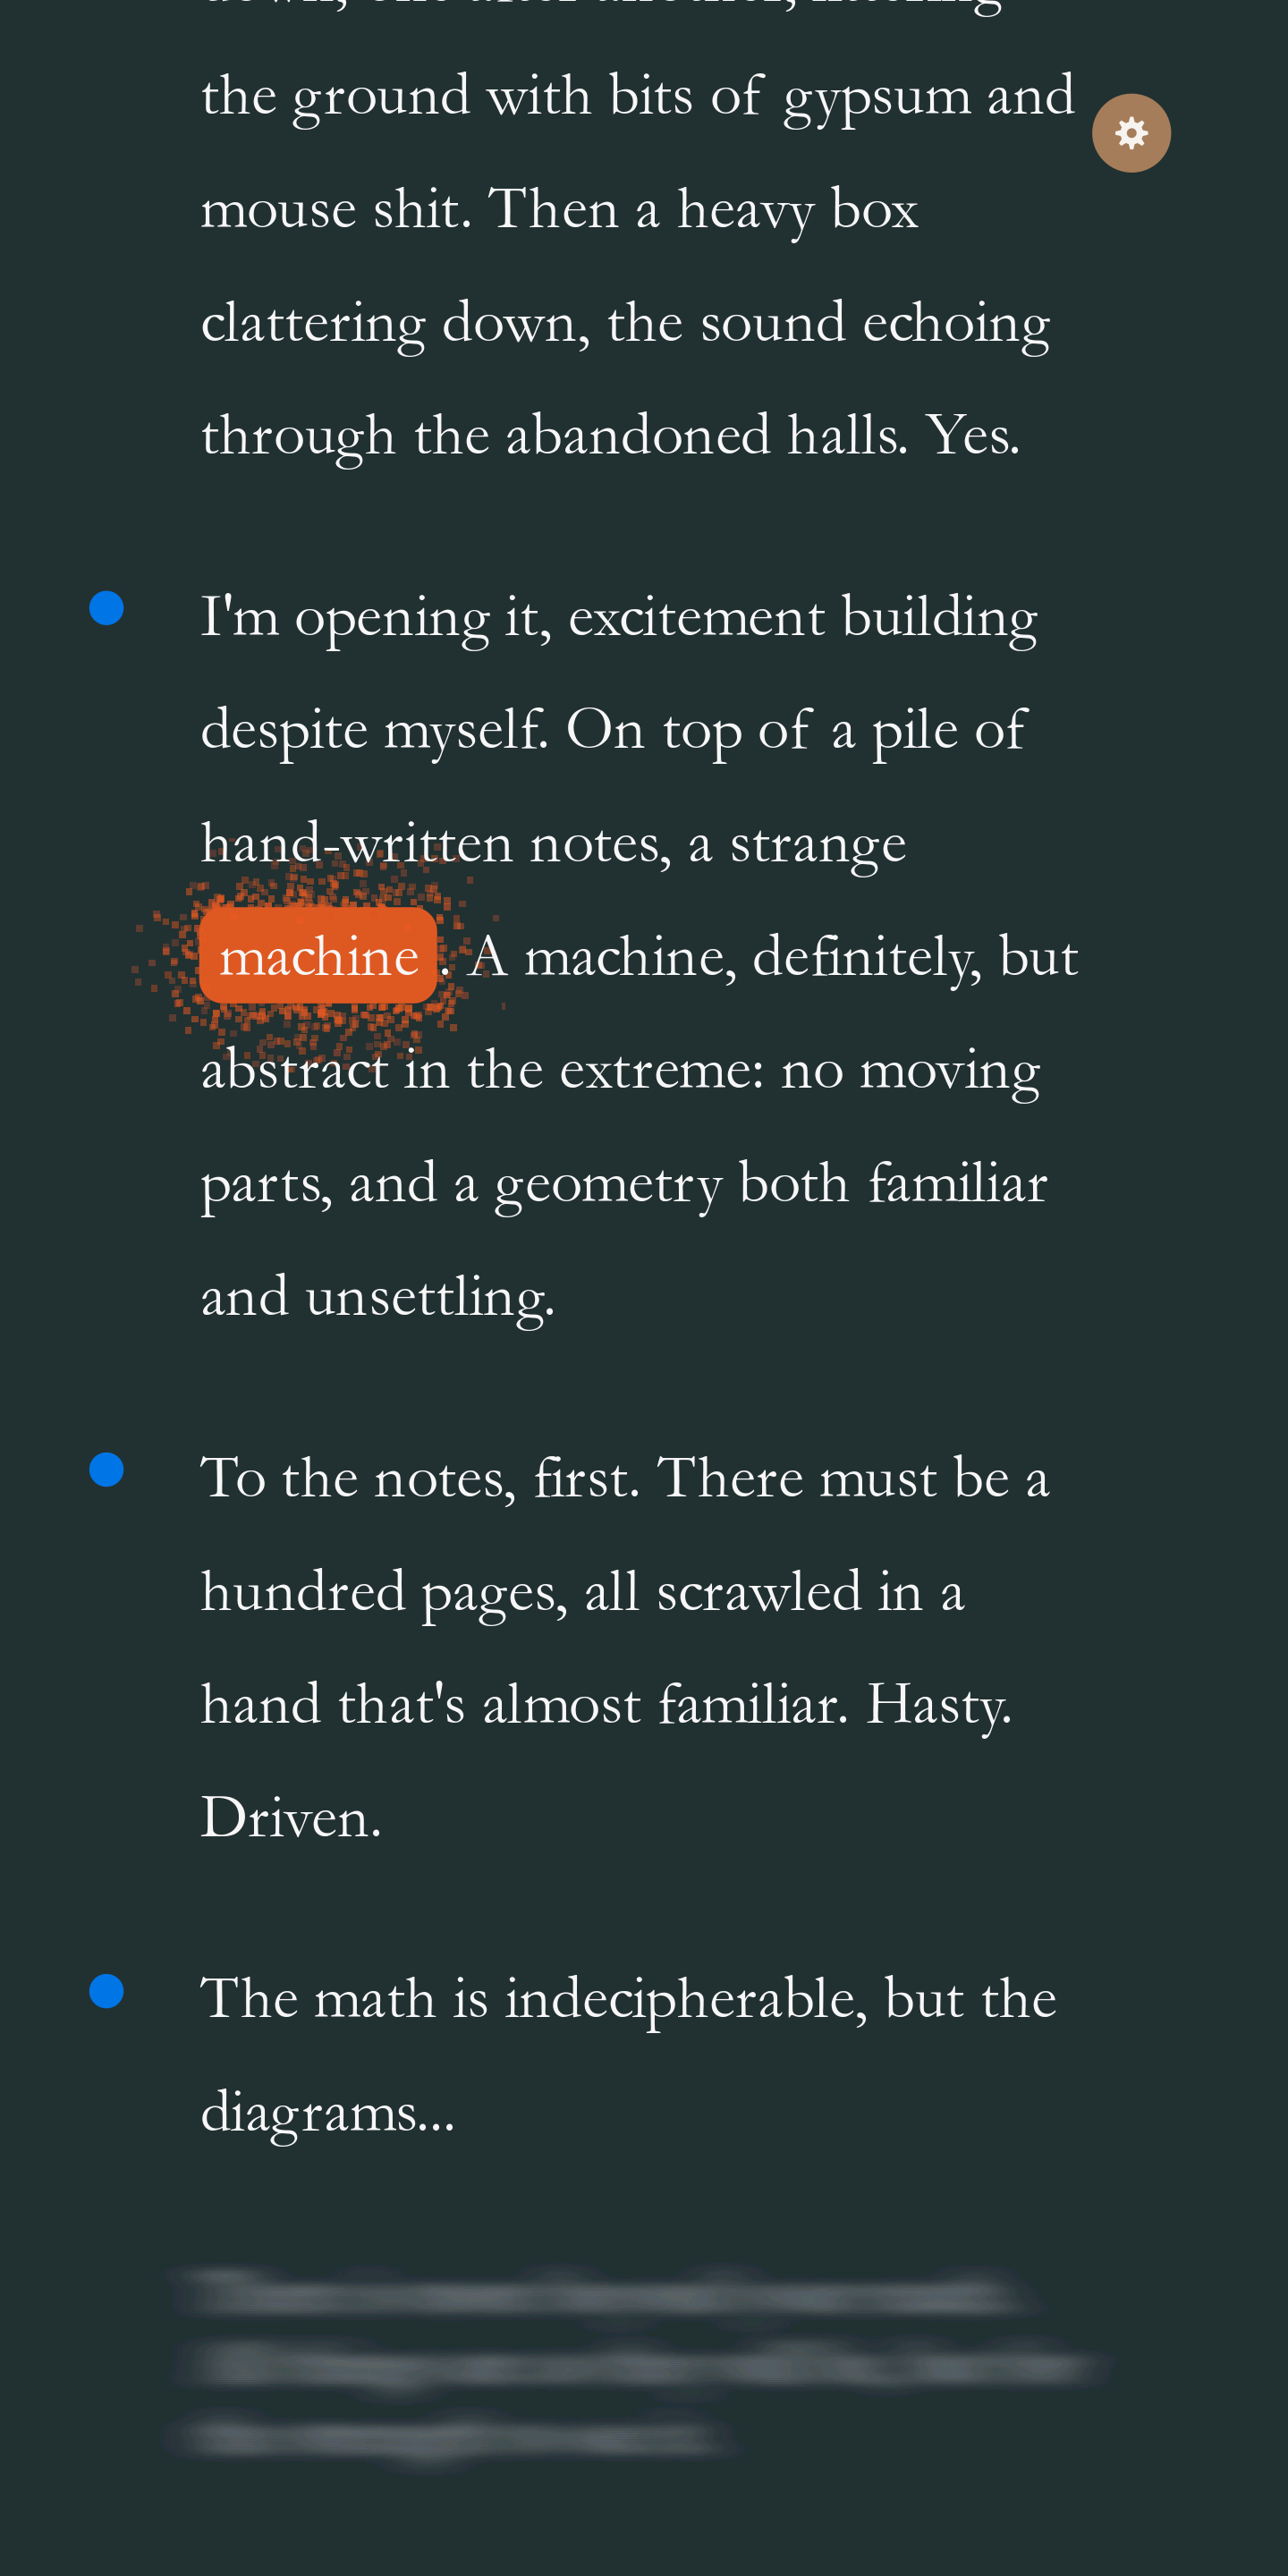 the ground with bits of gypsum and
mouse shit. Then a heavy box
clattering down, the sound echoing
through the abandoned halls. Yes.
I'm opening it, excitement building
despite myself. On top of a pile of
hand-written notes, a strange
machine . A machine, definitely, but
abstract in the extreme: no moving
parts, and a geometry both familiar
and unsettling.
To the notes, first. There must be a
hundred pages, all scrawled in a
hand that's almost familiar. Hasty.
Driven.
The math is indecipherable, but the
diagrams...